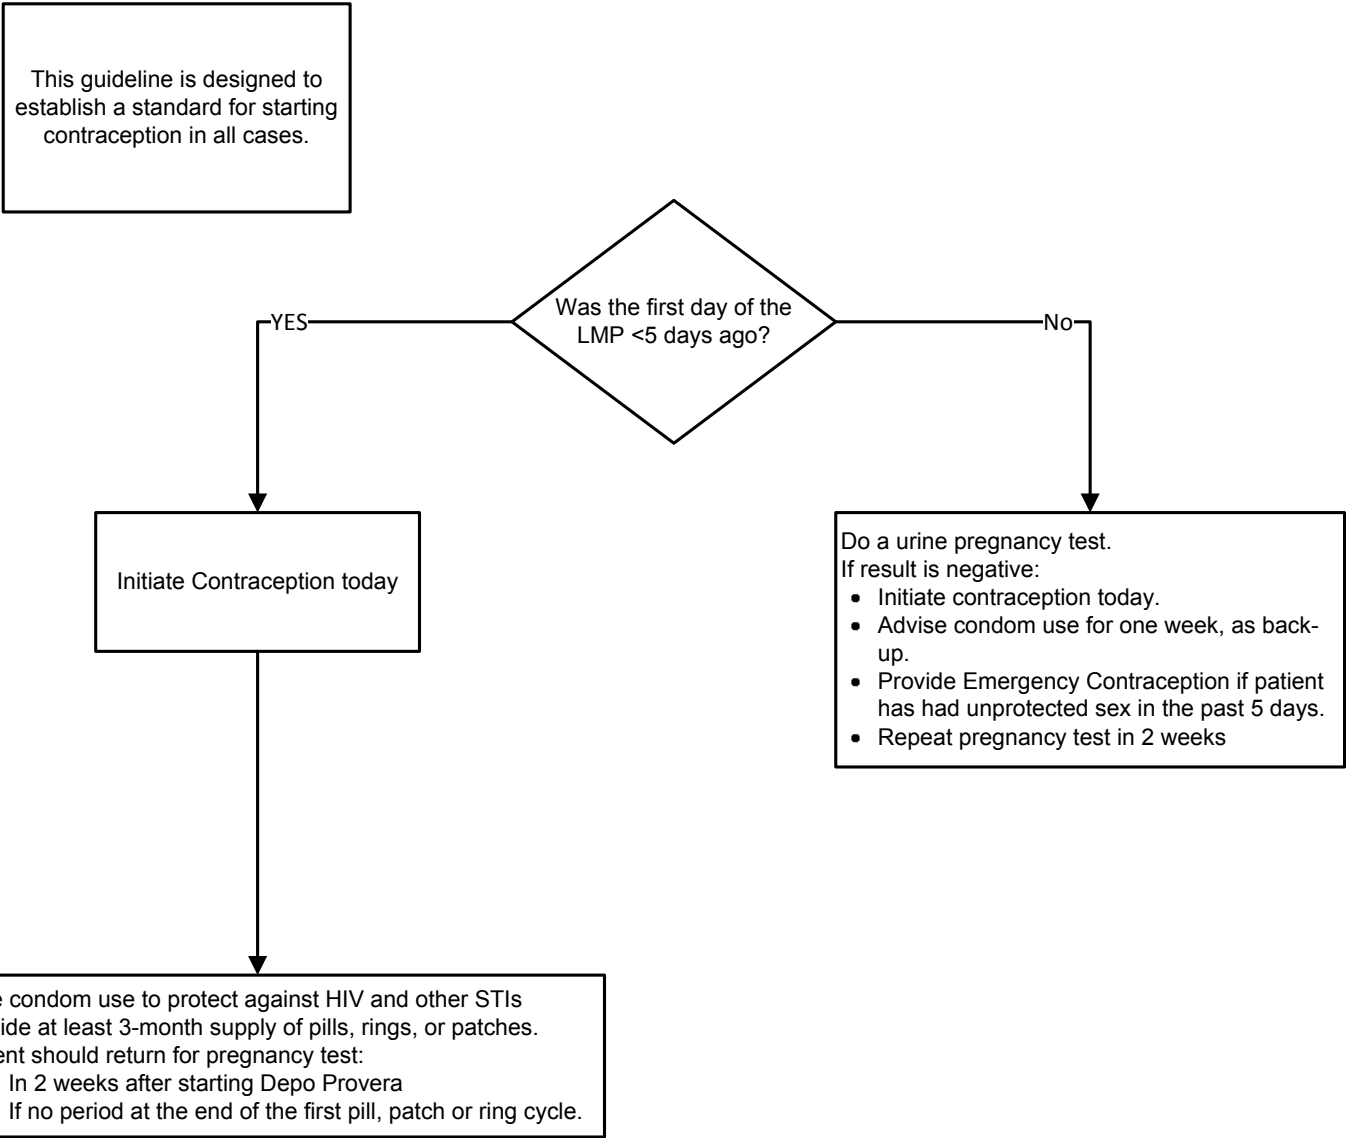 This guideline is designed to
establish a standard for starting
contraception in all cases.
Was the first day of the
LMP <5 days ago?
YES
No
Initiate Contraception today
Do a urine pregnancy test.
If result is negative:
• Initiate contraception today.
• Advise condom use for one week, as back-
up.
• Provide Emergency Contraception if patient
has had unprotected sex in the past 5 days.
• Repeat pregnancy test in 2 weeks
condom use to protect against HIV and other STIs
at least 3-month supply of pills, rings, or patches.
should return for pregnancy test:
In 2 weeks after starting Depo Provera
If no period at the end of the first pill, patch or ring cycle.